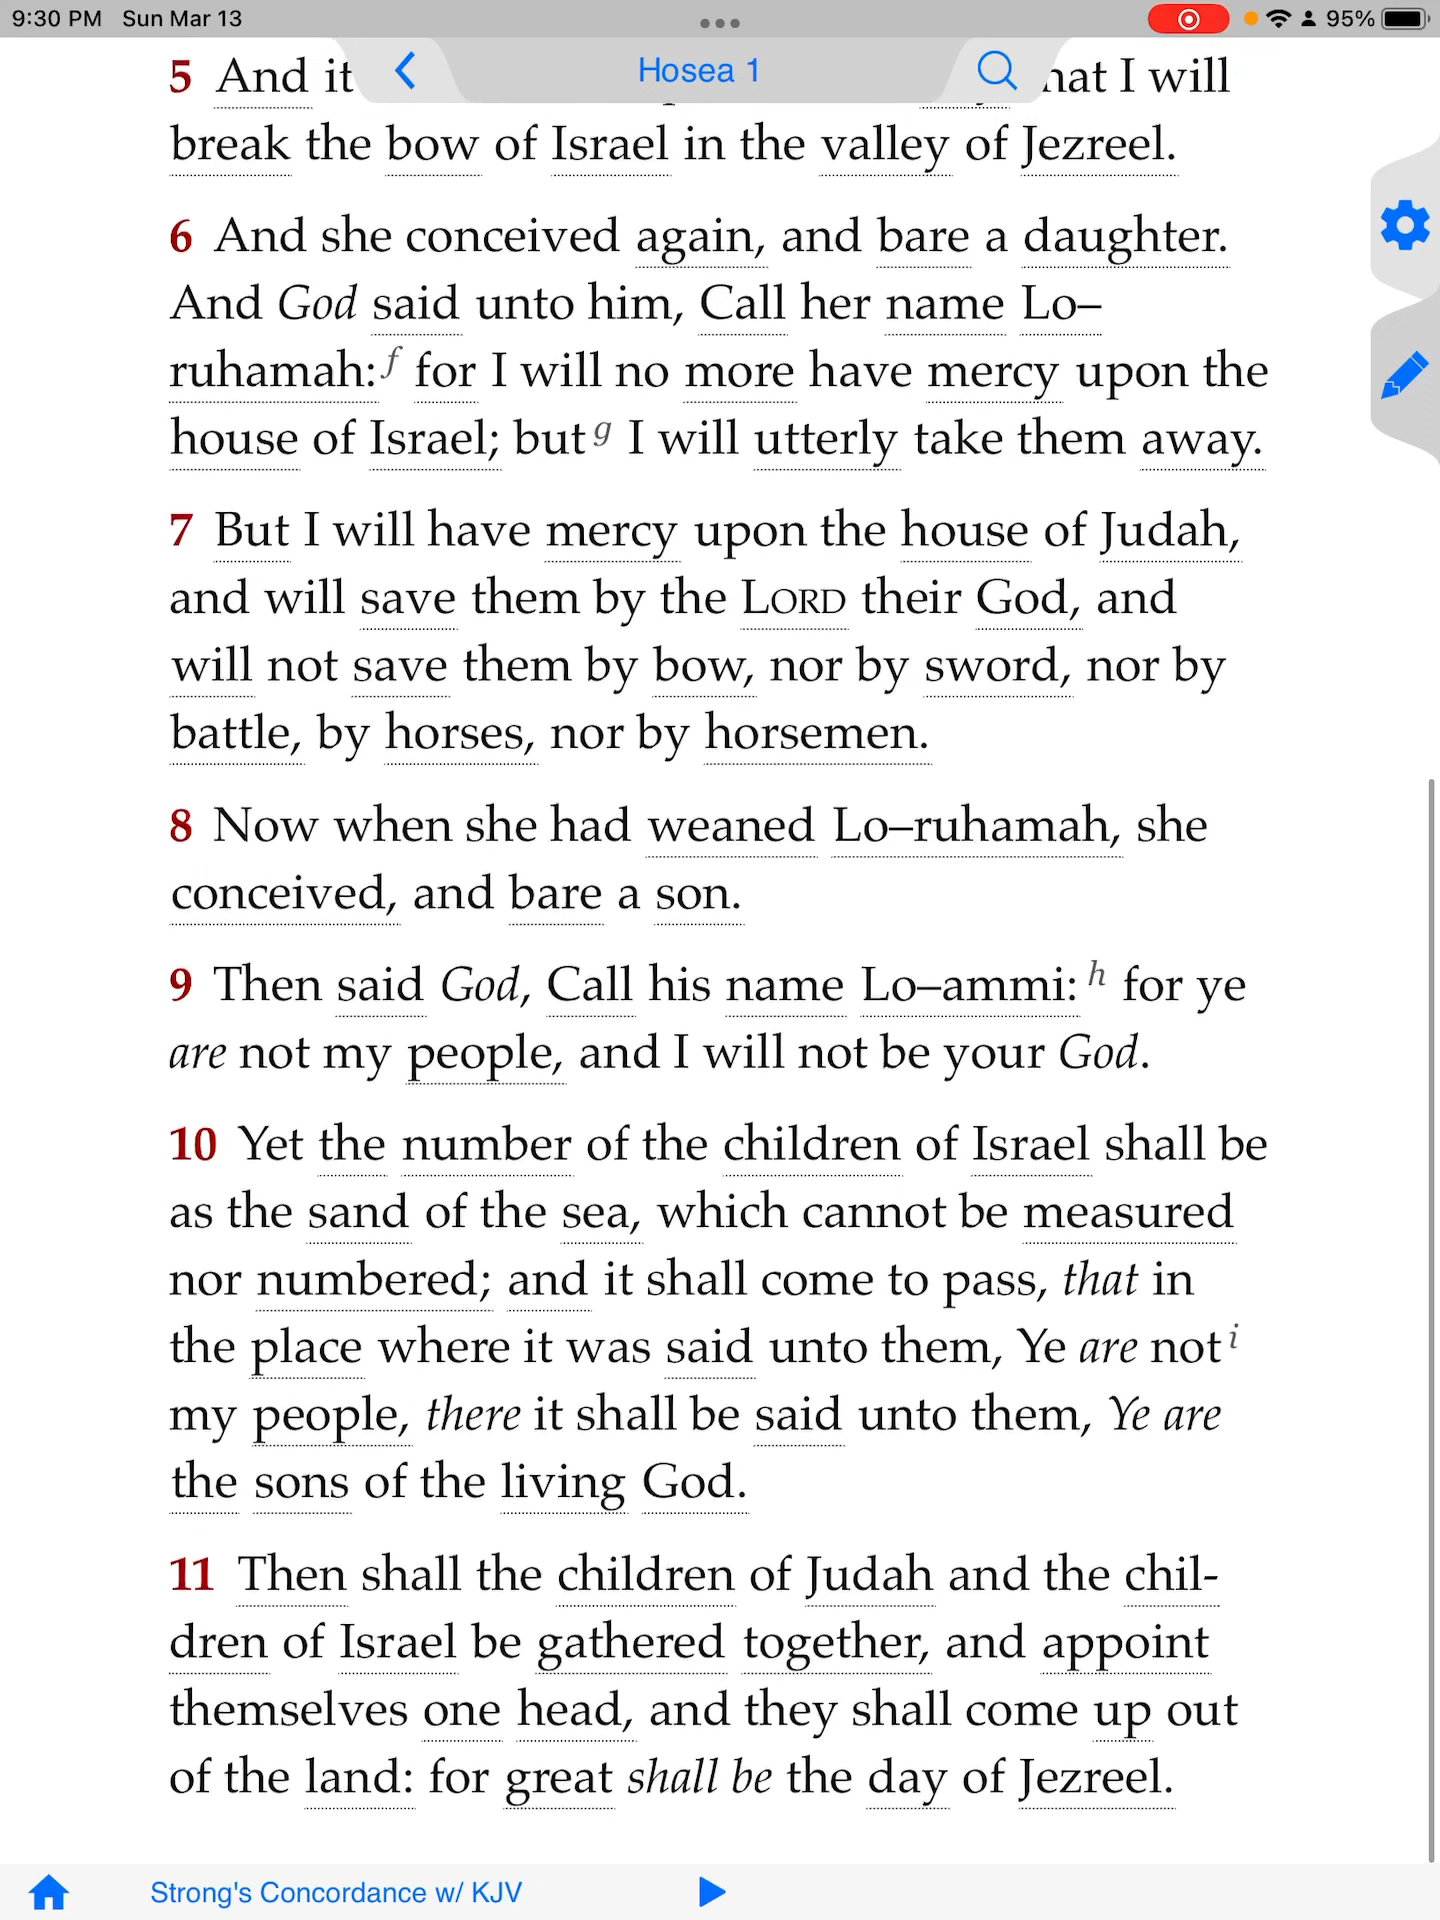 9:30 PM Sun Mar 13
95%
Hosea 1
5 And it hat I will
break the bow of Israel in the valley of Jezreel.
6 And she conceived again, and bare a daughter.
And God said unto him, Call her name Lo–
ruhamah:f for I will no more have mercy upon the
house of Israel; but g I will utterly take them away.
7 But I will have mercy upon the house of Judah,
and will save them by the LORD their God, and
will not save them by bow, nor by sword, nor by
battle, by horses, nor by horsemen.
8 Now when she had weaned Lo–ruhamah, she
conceived, and bare a son.
9 Then said God, Call his name Lo–ammi: h for ye
are not my people, and I will not be your God.
10 Yet the number of the children of Israel shall be
as the sand of the sea, which cannot be measured
nor numbered; and it shall come to pass, that in
the place where it was said unto them, Ye are not i
my people, there it shall be said unto them, Ye are
the sons of the living God.
11 Then shall the children of Judah and the chil-
dren of Israel be gathered together, and appoint
themselves one head, and they shall come up out
of the land: for great shall be the day of Jezreel.
Strong's Concordance w/ KJV